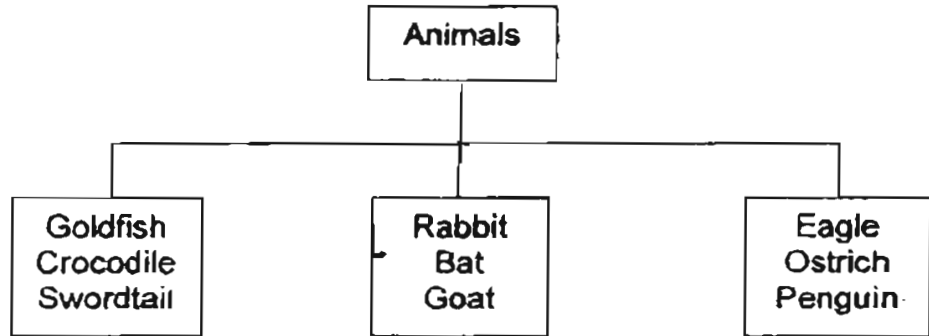 Animals
Goldfish
Crocodile
Swordtail
Rabbit
Bat
Goat
Eagle
Ostrich
Penguin